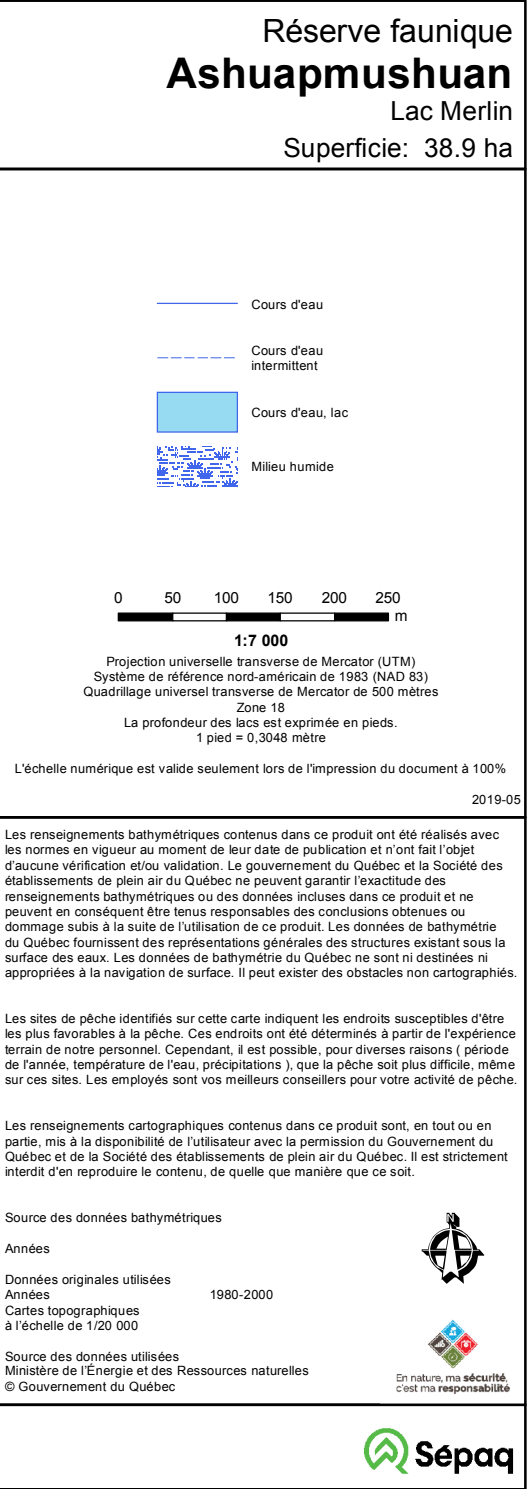 Réserve faunique
Ashuapmushuan
Lac Merlin
Superficie: 38.9 ha
Cours d'eau
Cours d'eau
intermittent
Cours d'eau, lac
Milieu humide
0 50 100 150 200 250
m
1:7 000
Projection universelle transverse de Mercator (UTM)
Système de référence nord-américain de 1983 (NAD 83)
Quadrillage universel transverse de Mercator de 500 mètres
Zone 18
La profondeur des lacs est exprimée en pieds.
1 pied = 0,3048 mètre
L'échelle numérique est valide seulement lors de l'impression du document à 100%
2019-05
Les renseignements bathymétriques contenus dans ce produit ont été réalisés avec
les normes en vigueur au moment de leur date de publication et n'ont fait l'objet
d'aucune vérification et/ou validation. Le gouvernement du Québec et la Société des
établissements de plein air du Québec ne peuvent garantir l'exactitude des
renseignements bathymétriques ou des données incluses dans ce produit et ne
peuvent en conséquent être tenus responsables des conclusions obtenues ou
dommage subis à la suite de l'utilisation de ce produit. Les données de bathymétrie
du Québec fournissent des représentations générales des structures existant sous la
surface des eaux. Les données de bathymétrie du Québec ne sont ni destinées ni
appropriées à la navigation de surface. Il peut exister des obstacles non cartographiés.
Les sites de pêche identifiés sur cette carte indiquent les endroits susceptibles d'être
les plus favorables à la pêche. Ces endroits ont été déterminés à partir de l'expérience
terrain de notre personnel. Cependant, il est possible, pour diverses raisons ( période
de l'année, température de l'eau, précipitations ), que la pêche soit plus difficile, même
sur ces sites. Les employés sont vos meilleurs conseillers pour votre activité de pêche.
Les renseignements cartographiques contenus dans ce produit sont, en tout ou en
partie, mis à la disponibilité de l'utilisateur avec la permission du Gouvernement du
Québec et de la Société des établissements de plein air du Québec. Il est strictement
interdit d'en reproduire le contenu, de quelle que manière que ce soit.
Source des données bathymétriques
Années
Données originales utilisées
Années 1980-2000
Cartes topographiques
à l'échelle de 1/20 000
Source des données utilisées
Ministère de l'Énergie et des Ressources naturelles
© Gouvernement du Québec
N
En nature, ma sécurité,
c'est ma responsabilité
Sépaq